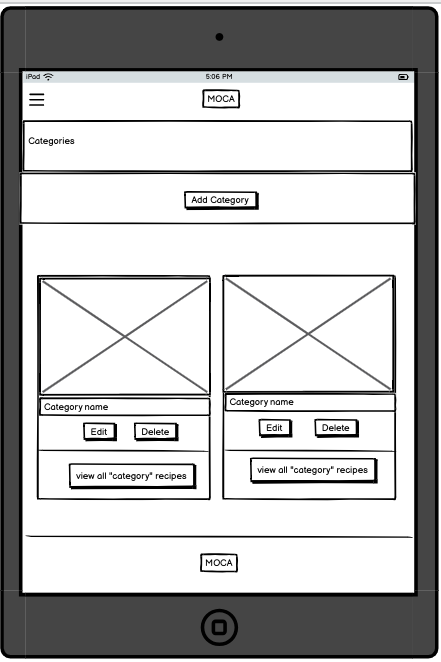 iPad 5:06 PM
MOCA
Categories
Add Category
Category name
Edit Delete
view all "category" recipes
Category name
Edit Delete
view all "category" recipes
MOCA